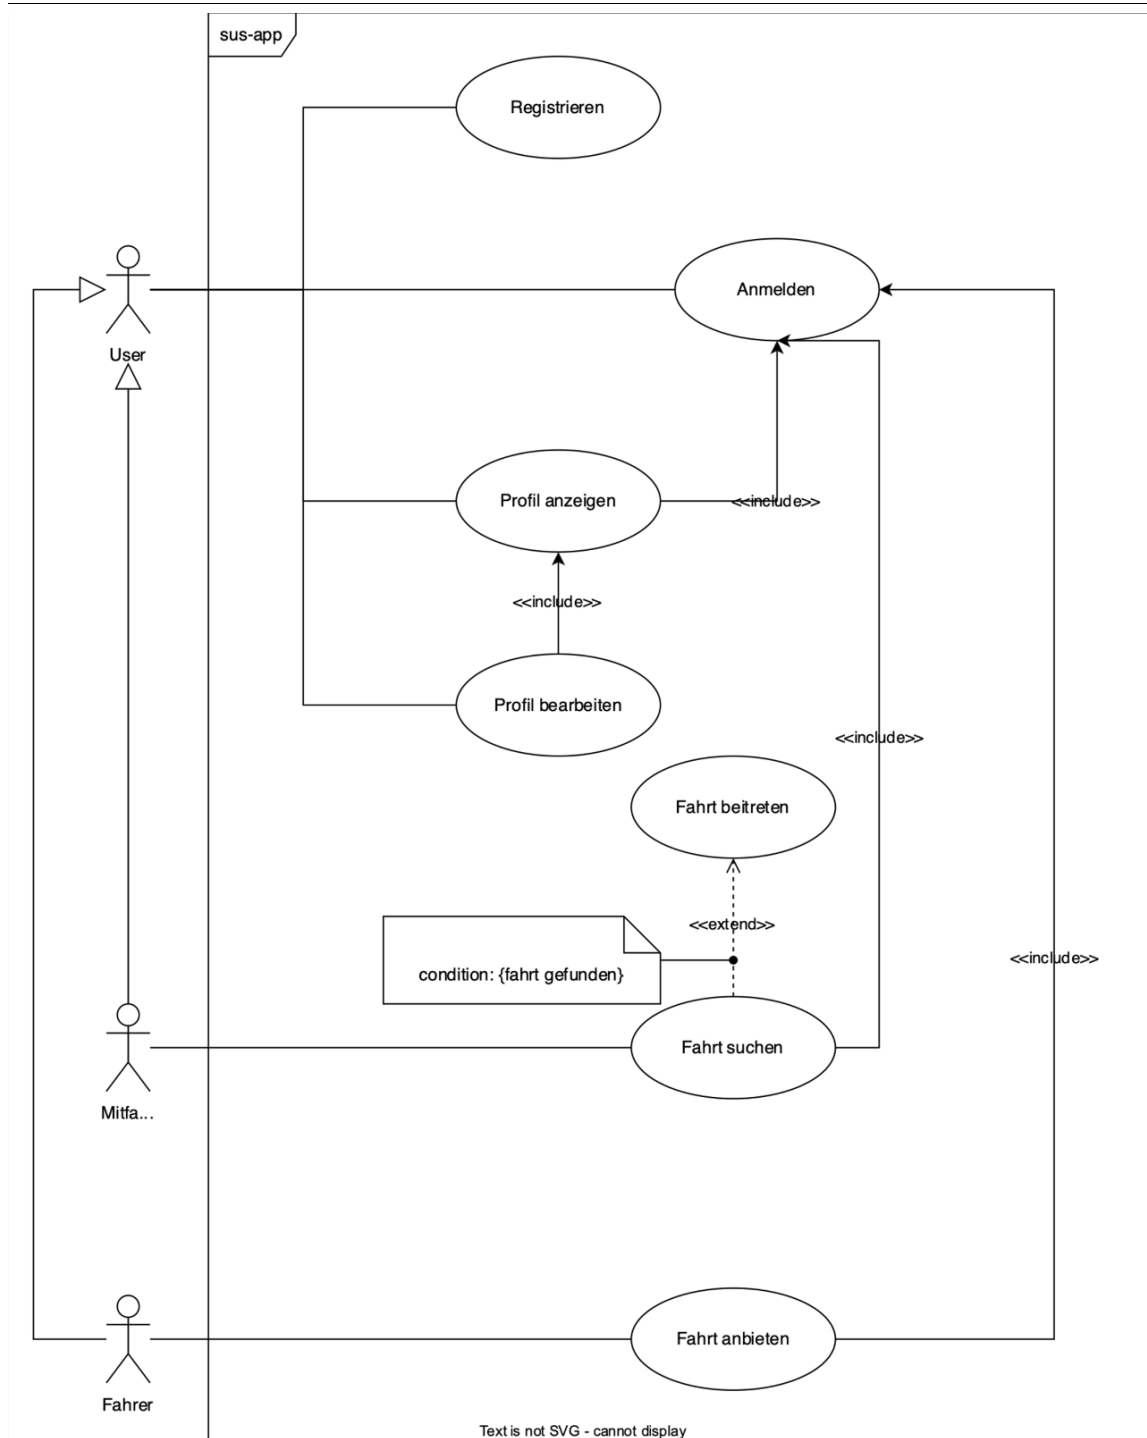 sus-app
Registrieren
Anmelden
User
Profil anzeigen
<<include>>
<<include>>
Profil bearbeiten
<<include>>
Fahrt beitreten
<<extend>>
<<include>>
condition: {fahrt gefunden}
Fahrt suchen
Mitfa...
Fahrt anbieten
Fahrer
Text is not SVG - cannot display